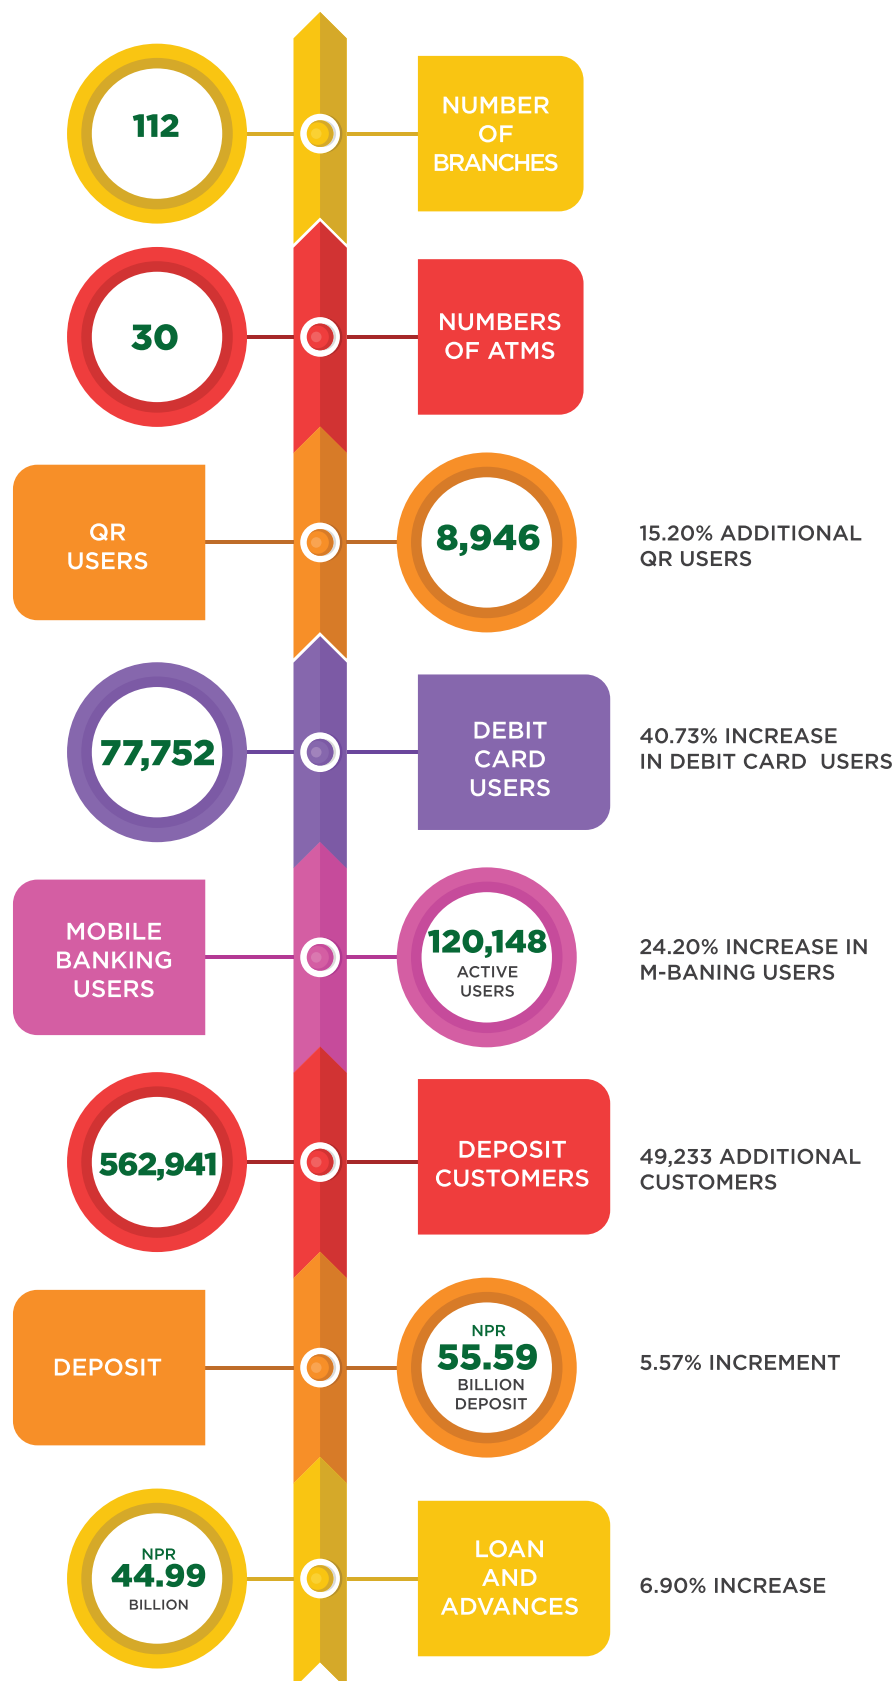 112
NUMBER
OF
BRANCHES
30
NUMBERS
OF ATMS
QR
USERS
8,946
15.20% ADDITIONAL
QR USERS
77,752
DEBIT
CARD
USERS
40.73% INCREASE
IN DEBIT CARD  USERS
MOBILE
BANKING
USERS
120,148
ACTIVE
USERS
24.20% INCREASE IN
M-BANING USERS
562,941
DEPOSIT
CUSTOMERS
49,233 ADDITIONAL
CUSTOMERS
DEPOSIT
NPR
55.59
BILLION
DEPOSIT
5.57% INCREMENT
NPR
44.99
BILLION
LOAN
AND
ADVANCES
6.90% INCREASE